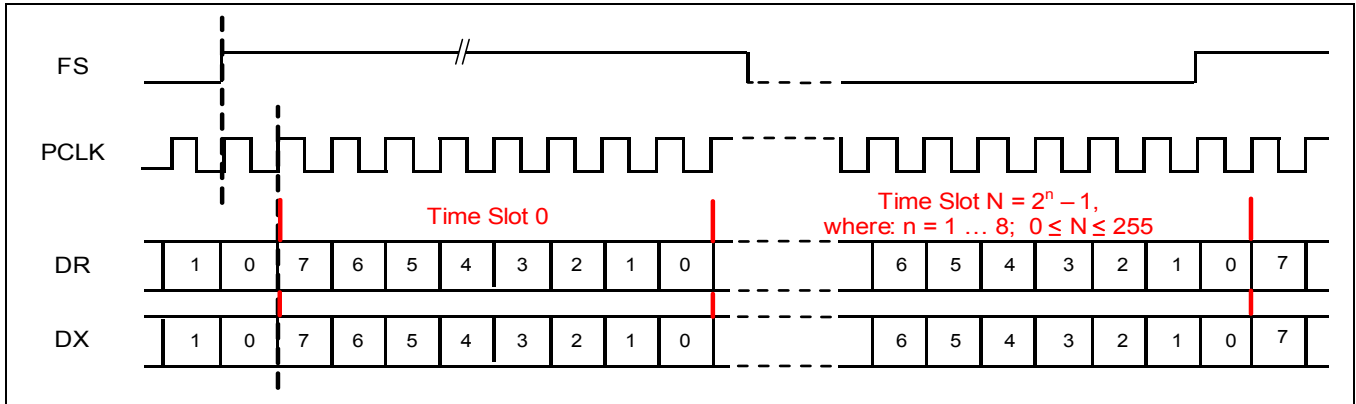 FS
PCLK
Time Slot 0
Time Slot N = 2ⁿ – 1,
where: n = 1 … 8; 0 ≤ N ≤ 255
DR 1 0 7 6 5 4 3 2 1 0 6 5 4 3 2 1 0 7
DX 1 0 7 6 5 4 3 2 1 0 6 5 4 3 2 1 0 7